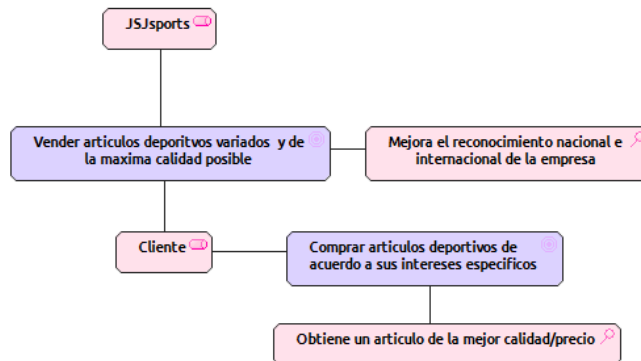 JSJsports
Vender articulos deporitvos variados y de
la maxima calidad posible
Mejora el reconocimiento nacional e
internacional de la empresa
Cliente
Comprar articulos deportivos de
acuerdo a sus intereses especificos
Obtiene un articulo de la mejor calidad/precio